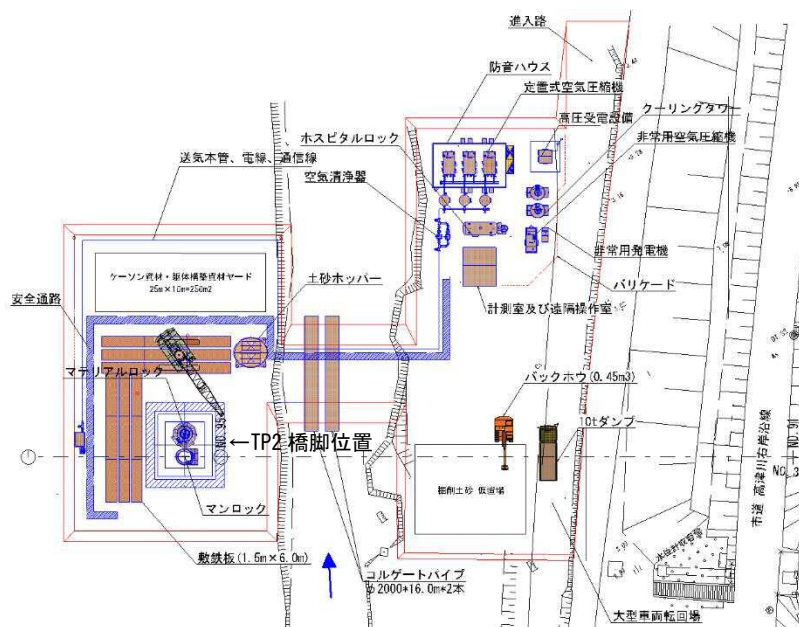 進入路
防音ハウス
定置式空気圧縮機
クーリングタワー
高圧受電設備
非常用空気圧縮機
ホスピタルロック
送気本管、電線、通信線
空気清浄器
ケーソン資材・躯体構築資材ヤード
25m×10m=250m2
土砂ホッパー
非常用発電機
バリケード
安全通路
計測室及び遠隔操作室
マテリアルロック
バックホウ(0.45m3)
10tダンプ
←TP2 橋脚位置
掘削土砂 仮置場
マンロック
敷鉄板(1.5m×6.0m)
コルゲートパイプ
φ2000*16.0m*2本
大型車両転回場
市道 高津川右岸沿線